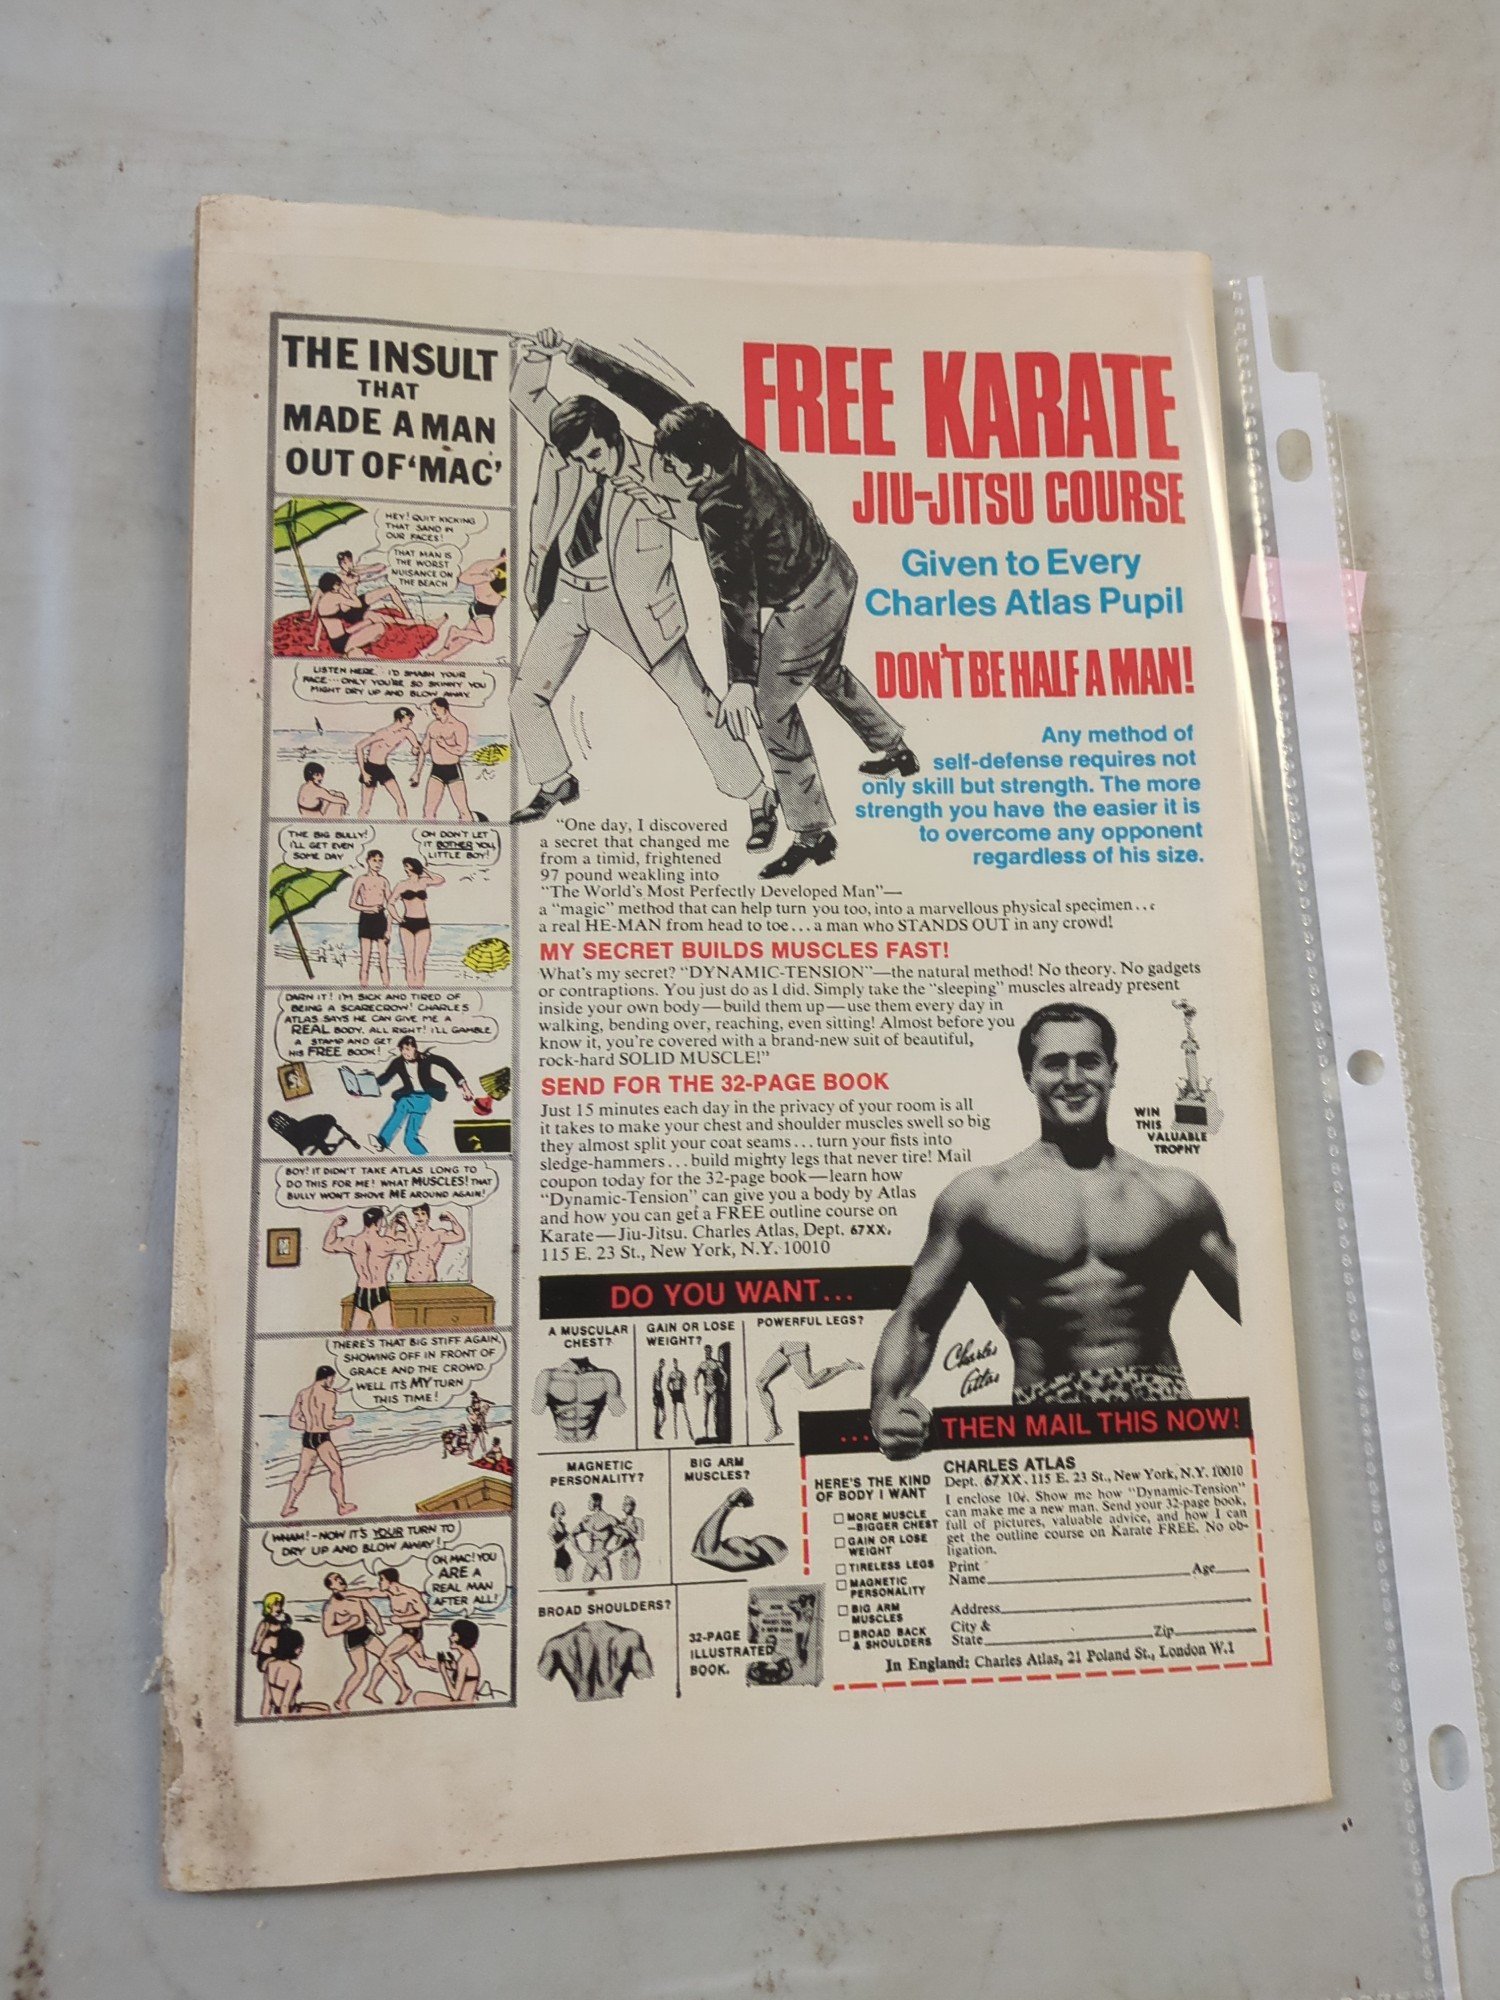 THE INSULT
THAT
MADE A MAN
OUT OF 'MAC'
HEY! QUIT KICKING
THAT SAND IN
OUR FACES!
THAT MAN IS
THE WORST
NUISANCE ON
THE BEACH
LISTEN HERE. I'D SMASH YOUR
FACE---ONLY YOU'RE SO SKINNY YOU
MIGHT DRY UP AND BLOW AWAY.
THE BIG BULLY!
I'LL GET EVEN
SOME DAY
OH DON'T LET
IT BOTHER YOU,
LITTLE BOY!
DARN IT! I'M SICK AND TIRED OF
BEING A SCARECROW! CHARLES
ATLAS SAYS HE CAN GIVE ME A
REAL BODY. ALL RIGHT! I'LL GAMBLE
A STAMP AND GET
HIS FREE BOOK!
BOY! IT DIDN'T TAKE ATLAS LONG TO
DO THIS FOR ME! WHAT MUSCLES! THAT
BULLY WON'T SHOVE ME AROUND AGAIN!
THERE'S THAT BIG STIFF AGAIN,
SHOWING OFF IN FRONT OF
GRACE AND THE CROWD.
WELL IT'S MY TURN
THIS TIME!
WHAM!-NOW IT'S YOUR TURN TO
DRY UP AND BLOW AWAY!
OH MAC! YOU
ARE A
REAL MAN
AFTER ALL!
FREE KARATE
JIU-JITSU COURSE
Given to Every
Charles Atlas Pupil
DON'T BE HALF A MAN!
Any method of
self-defense requires not
only skill but strength. The more
strength you have the easier it is
to overcome any opponent
regardless of his size.
"One day, I discovered
a secret that changed me
from a timid, frightened
97 pound weakling into
"The World's Most Perfectly Developed Man"—
a "magic" method that can help turn you too, into a marvellous physical specimen...
a real HE-MAN from head to toe...a man who STANDS OUT in any crowd!
MY SECRET BUILDS MUSCLES FAST!
What's my secret? "DYNAMIC-TENSION"—the natural method! No theory. No gadgets
or contraptions. You just do as I did. Simply take the "sleeping" muscles already present
inside your own body—build them up—use them every day in
walking, bending over, reaching, even sitting! Almost before you
know it, you're covered with a brand-new suit of beautiful,
rock-hard SOLID MUSCLE!"
SEND FOR THE 32-PAGE BOOK
Just 15 minutes each day in the privacy of your room is all
it takes to make your chest and shoulder muscles swell so big
they almost split your coat seams...turn your fists into
sledge-hammers...build mighty legs that never tire! Mail
coupon today for the 32-page book—learn how
"Dynamic-Tension" can give you a body by Atlas
and how you can get a FREE outline course on
Karate—Jiu-Jitsu. Charles Atlas, Dept. 67XX,
115 E. 23 St., New York, N.Y. 10010
WIN
THIS
VALUABLE
TROPHY
Charles
Atlas
DO YOU WANT...
A MUSCULAR
CHEST?
GAIN OR LOSE
WEIGHT?
POWERFUL LEGS?
MAGNETIC
PERSONALITY?
BIG ARM
MUSCLES?
BROAD SHOULDERS?
32-PAGE
ILLUSTRATED
BOOK.
... THEN MAIL THIS NOW!
HERE'S THE KIND
OF BODY I WANT
MORE MUSCLE
—BIGGER CHEST
GAIN OR LOSE
WEIGHT
TIRELESS LEGS
MAGNETIC
PERSONALITY
BIG ARM
MUSCLES
BROAD BACK
& SHOULDERS
CHARLES ATLAS
Dept. 67XX. 115 E. 23 St., New York, N.Y. 10010
I enclose 10¢. Show me how "Dynamic-Tension"
can make me a new man. Send your 32-page book,
full of pictures, valuable advice, and how I can
get the outline course on Karate FREE. No ob-
ligation.
Print
Name Age
Address
City &
State Zip
In England: Charles Atlas, 21 Poland St., London W.1